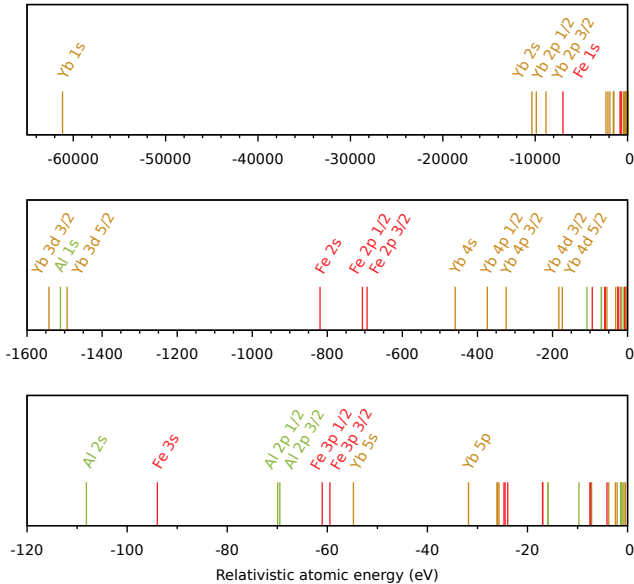 Yb 1s
Yb 2s
Yb 2p 1/2
Yb 2p 3/2
Fe 1s
-60000 -50000 -40000 -30000 -20000 -10000 0
Yb 3d 3/2
Al 1s
Yb 3d 5/2
Fe 2s
Fe 2p 1/2
Fe 2p 3/2
Yb 4s
Yb 4p 1/2
Yb 4p 3/2
Yb 4d 3/2
Yb 4d 5/2
-1600 -1400 -1200 -1000 -800 -600 -400 -200 0
Al 2s
Fe 3s
Al 2p 1/2
Al 2p 3/2
Fe 3p 1/2
Fe 3p 3/2
Yb 5s
Yb 5p
-120 -100 -80 -60 -40 -20 0
Relativistic atomic energy (eV)